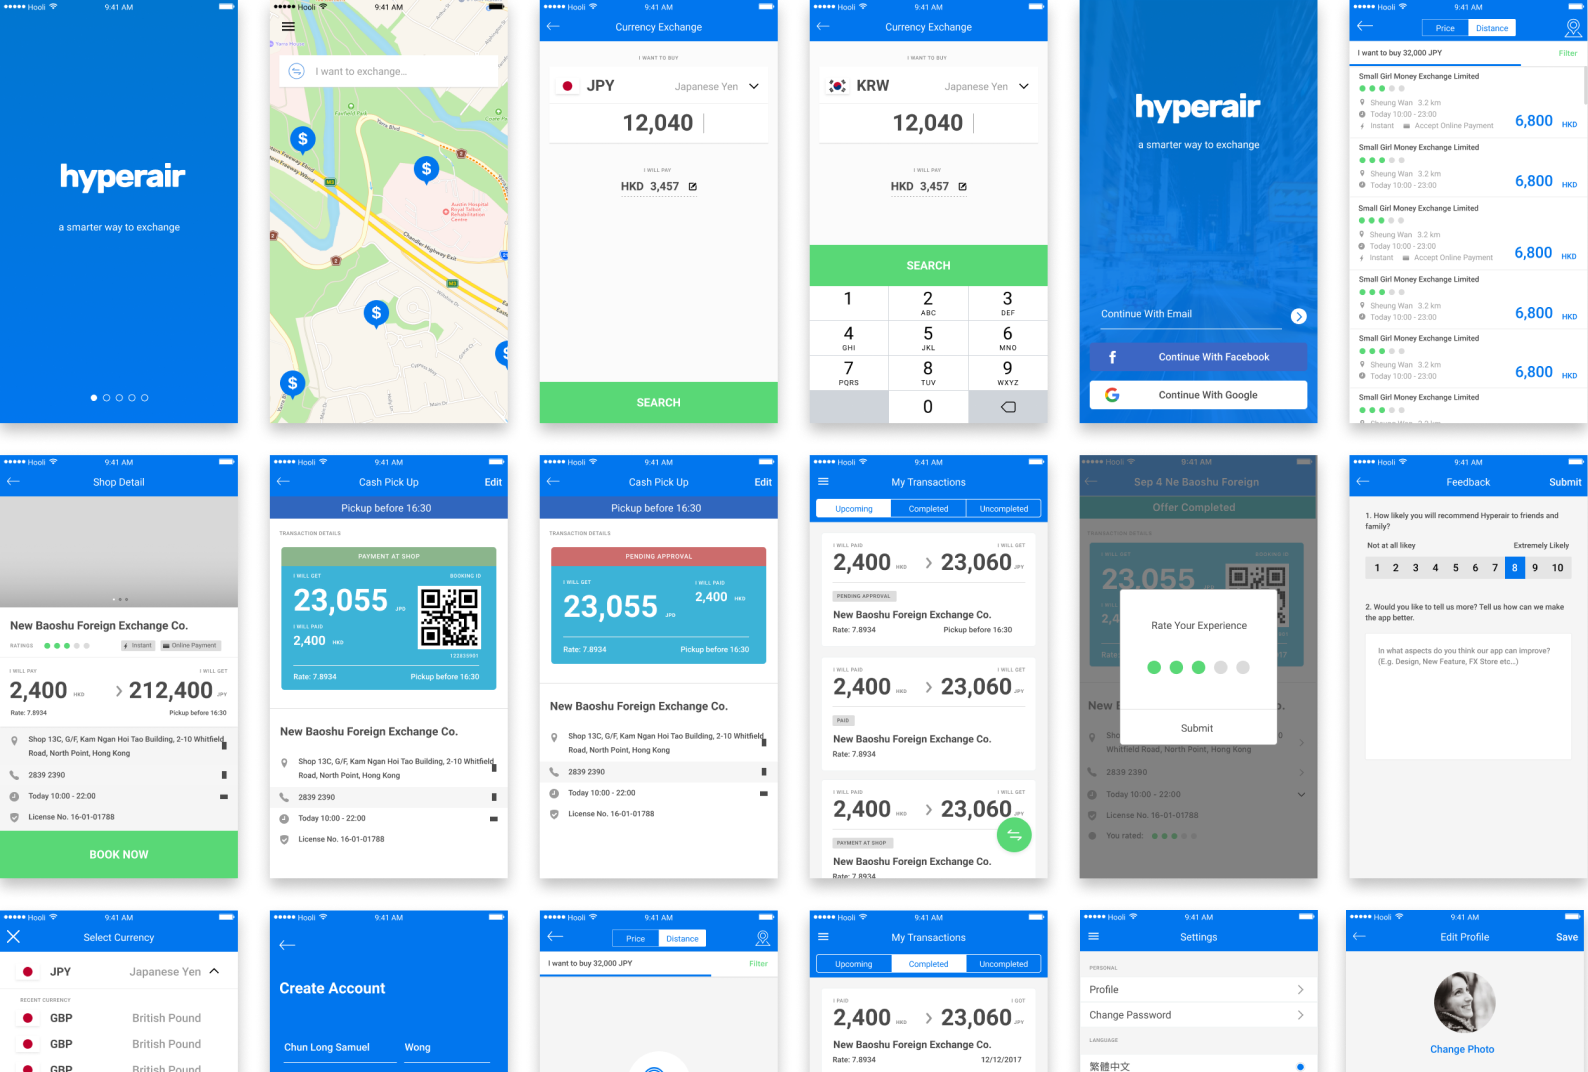 Hooli 9:41 AM
hyperair
a smarter way to exchange
Hooli 9:41 AM
I want to exchange...
Yarra House
Fairfield Park
Yarra Blvd
Eastern Freeway Wbnd
M3
Austin Hospital
Royal Talbot
Rehabilitation
Centre
Chandler Highway Exit
M3
Willsmere Dr
Cypress Way
Main Dr
Hooli 9:41 AM
Currency Exchange
I WANT TO BUY
JPY Japanese Yen
12,040
I WILL PAY
HKD 3,457
SEARCH
Hooli 9:41 AM
Currency Exchange
I WANT TO BUY
KRW Japanese Yen
12,040
I WILL PAY
HKD 3,457
SEARCH
1 2 3
ABC DEF
4 5 6
GHI JKL MNO
7 8 9
PQRS TUV WXYZ
0
hyperair
a smarter way to exchange
Continue With Email
Continue With Facebook
Continue With Google
Hooli 9:41 AM
Price Distance
I want to buy 32,000 JPY Filter
Small Girl Money Exchange Limited
Sheung Wan 3.2 km
Today 10:00 - 23:00
Instant Accept Online Payment
6,800 HKD
Small Girl Money Exchange Limited
Sheung Wan 3.2 km
Today 10:00 - 23:00
6,800 HKD
Small Girl Money Exchange Limited
Sheung Wan 3.2 km
Today 10:00 - 23:00
Instant Accept Online Payment
6,800 HKD
Small Girl Money Exchange Limited
Sheung Wan 3.2 km
Today 10:00 - 23:00
6,800 HKD
Small Girl Money Exchange Limited
Sheung Wan 3.2 km
Today 10:00 - 23:00
6,800 HKD
Small Girl Money Exchange Limited
Sheung Wan 3.2 km
Hooli 9:41 AM
Shop Detail
New Baoshu Foreign Exchange Co.
RATINGS Instant Online Payment
I WILL PAY I WILL GET
2,400 HKD > 212,400 JPY
Rate: 7.8934 Pickup before 16:30
Shop 13C, G/F, Kam Ngan Hoi Tao Building, 2-10 Whitfield
Road, North Point, Hong Kong
2839 2390
Today 10:00 - 22:00
License No. 16-01-01788
BOOK NOW
Hooli 9:41 AM
Cash Pick Up Edit
Pickup before 16:30
TRANSACTION DETAILS
PAYMENT AT SHOP
I WILL GET BOOKING ID
23,055 JPD
I WILL PAID
2,400 HKD
122835901
Rate: 7.8934 Pickup before 16:30
New Baoshu Foreign Exchange Co.
Shop 13C, G/F, Kam Ngan Hoi Tao Building, 2-10 Whitfield
Road, North Point, Hong Kong
2839 2390
Today 10:00 - 22:00
License No. 16-01-01788
Hooli 9:41 AM
Cash Pick Up Edit
Pickup before 16:30
TRANSACTION DETAILS
PENDING APPROVAL
I WILL GET I WILL PAID
23,055 JPD 2,400 HKD
Rate: 7.8934 Pickup before 16:30
New Baoshu Foreign Exchange Co.
Shop 13C, G/F, Kam Ngan Hoi Tao Building, 2-10 Whitfield
Road, North Point, Hong Kong
2839 2390
Today 10:00 - 22:00
License No. 16-01-01788
Hooli 9:41 AM
My Transactions
Upcoming Completed Uncompleted
I WILL PAID I WILL GET
2,400 HKD > 23,060 JPY
PENDING APPROVAL
New Baoshu Foreign Exchange Co.
Rate: 7.8934 Pickup before 16:30
I WILL PAID I WILL GET
2,400 HKD > 23,060 JPY
PAID
New Baoshu Foreign Exchange Co.
Rate: 7.8934
I WILL PAID I WILL GET
2,400 HKD > 23,060 JPY
PAYMENT AT SHOP
New Baoshu Foreign Exchange Co.
Rate: 7.8934
Hooli 9:41 AM
Sep 4 Ne Baoshu Foreign
Offer Completed
TRANSACTION DETAILS
I WILL GET BOOKING ID
23,055 JPD
Rate Your Experience
Submit
Whitfield Road, North Point, Hong Kong
2839 2390
Today 10:00 - 22:00
License No. 16-01-01788
You rated:
Hooli 9:41 AM
Feedback Submit
1. How likely you will recommend Hyperair to friends and
family?
Not at all likey Extremely Likely
1 2 3 4 5 6 7 8 9 10
2. Would you like to tell us more? Tell us how can we make
the app better.
In what aspects do you think our app can improve?
(E.g. Design, New Feature, FX Store etc...)
Hooli 9:41 AM
Select Currency
JPY Japanese Yen
RECENT CURRENCY
GBP British Pound
GBP British Pound
GBP British Pound
Hooli 9:41 AM
Create Account
Chun Long Samuel Wong
Hooli 9:41 AM
Price Distance
I want to buy 32,000 JPY Filter
Hooli 9:41 AM
My Transactions
Upcoming Completed Uncompleted
I PAID I GOT
2,400 HKD > 23,060 JPY
New Baoshu Foreign Exchange Co.
Rate: 7.8934 12/12/2017
Hooli 9:41 AM
Settings
PERSONAL
Profile
Change Password
LANGUAGE
繁體中文
Hooli 9:41 AM
Edit Profile Save
Change Photo